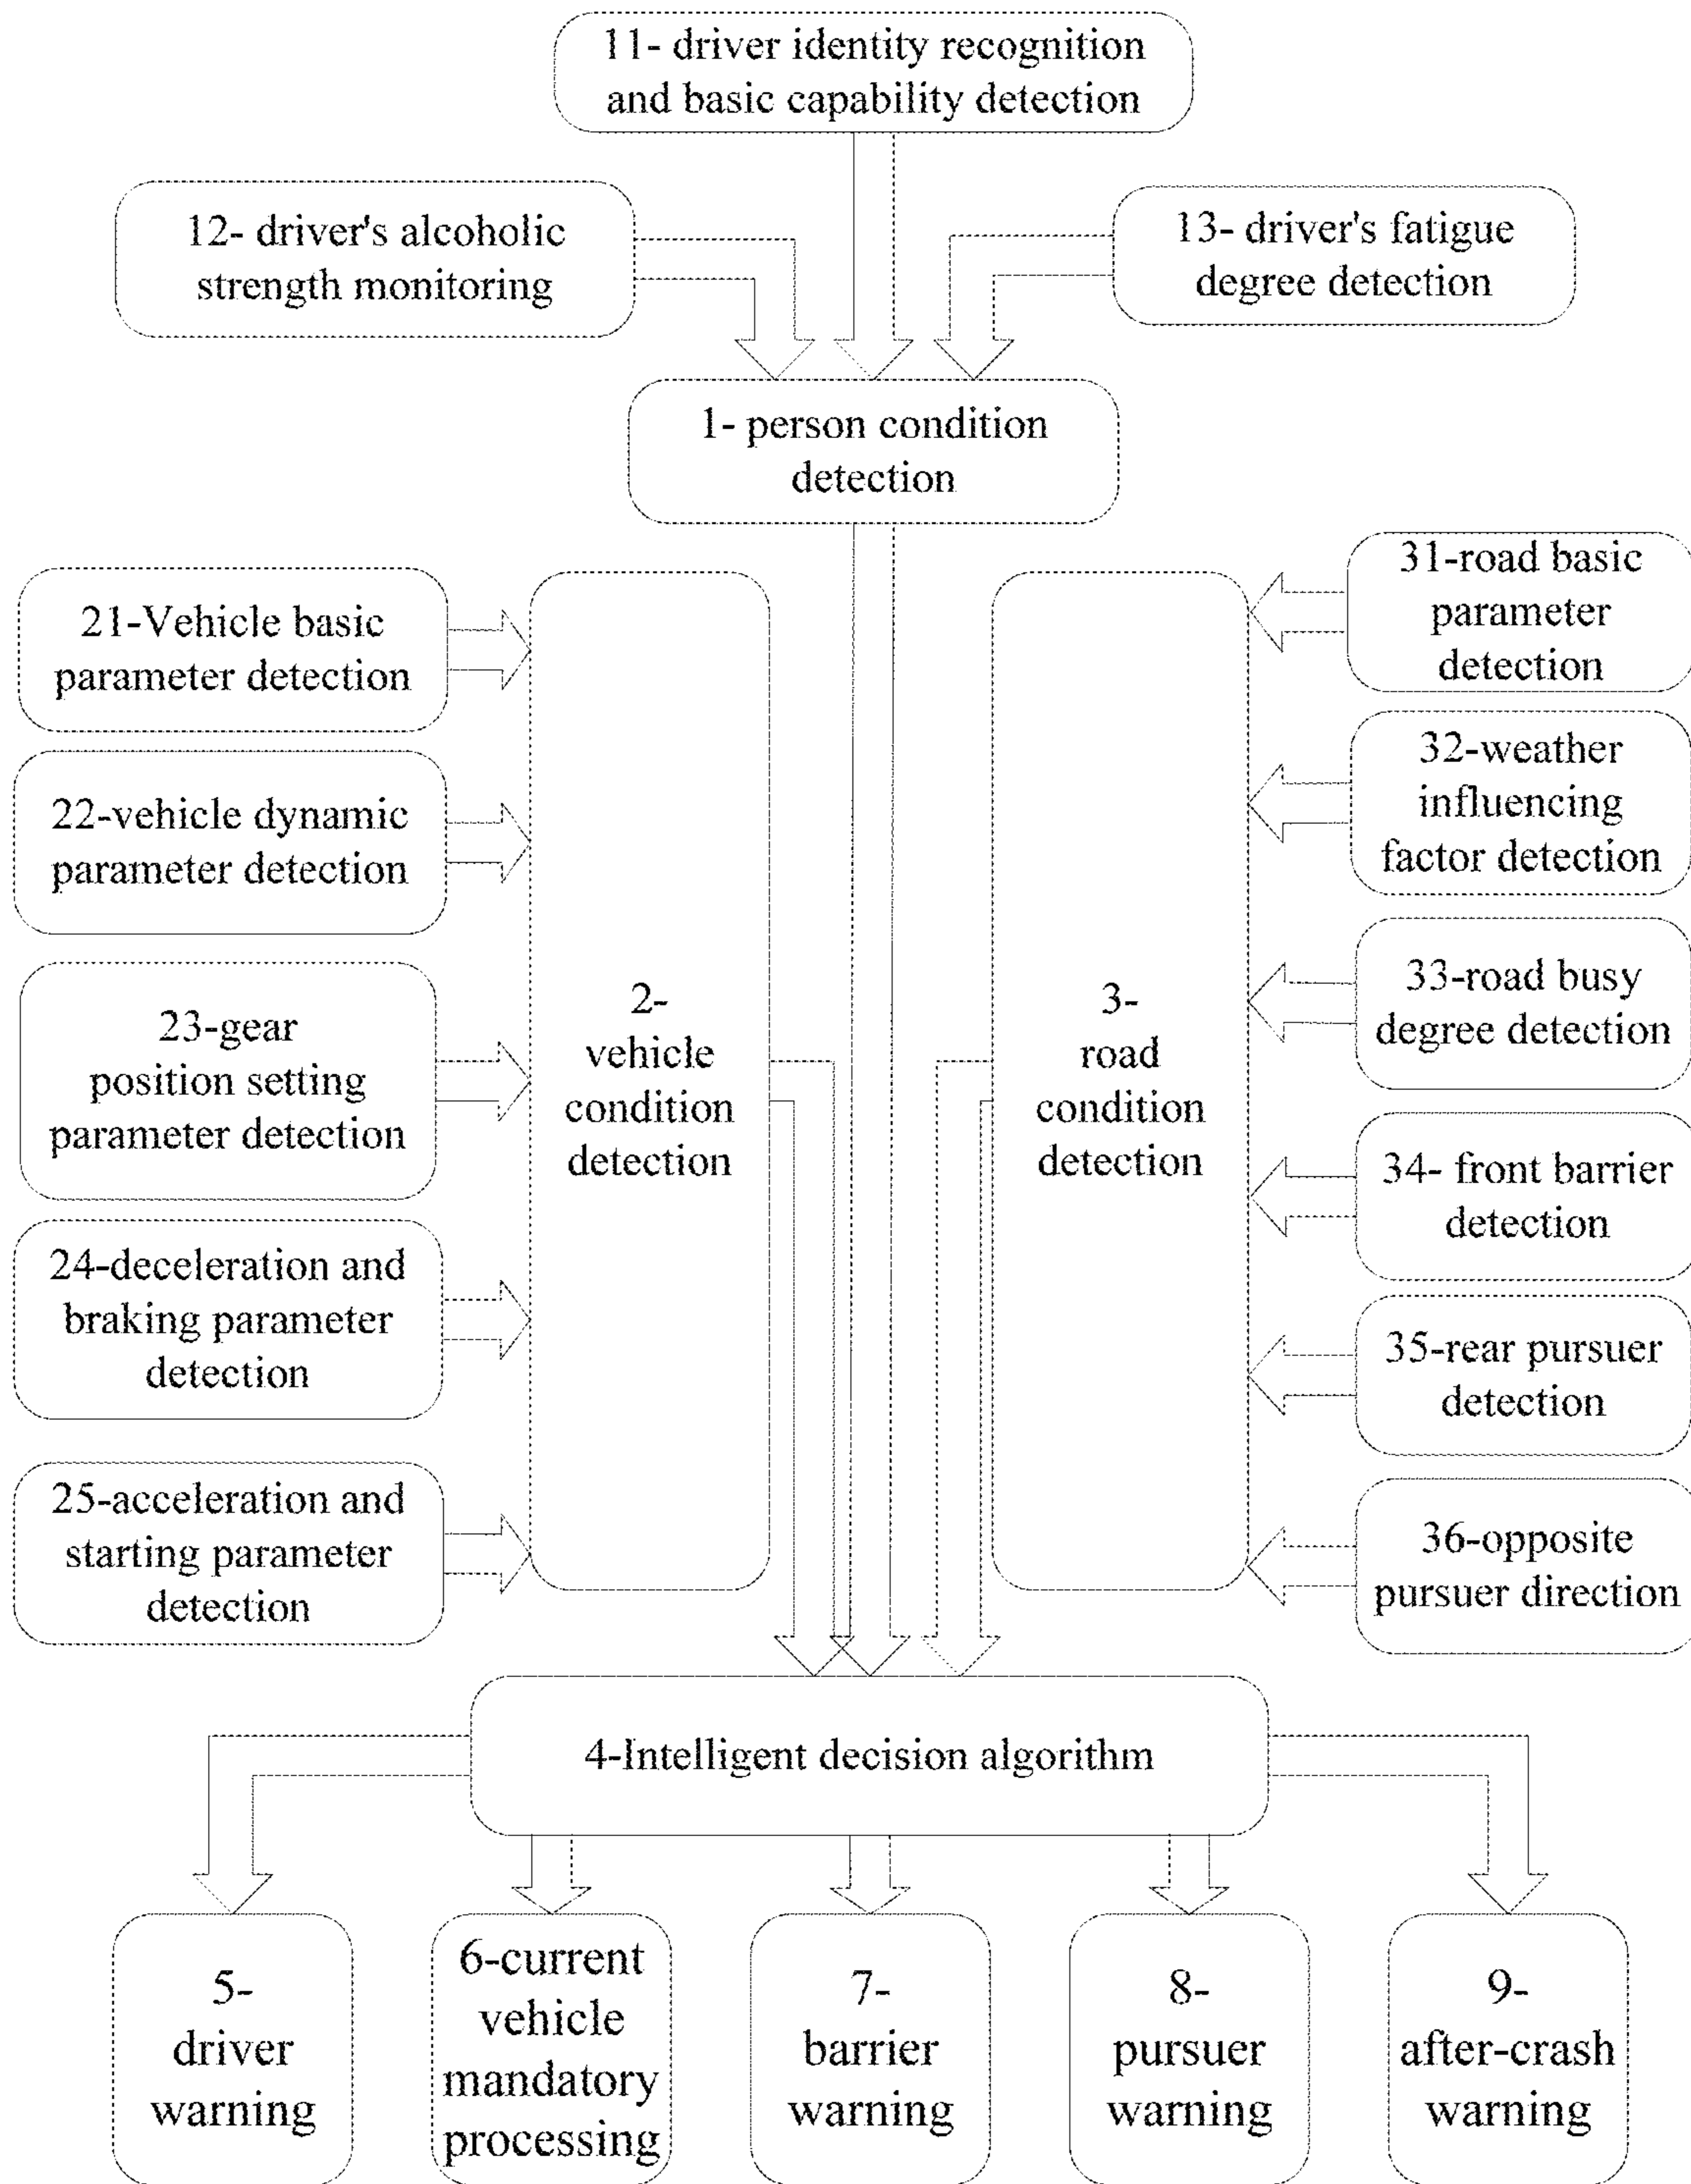 11- driver identity recognition
and basic capability detection
12- driver's alcoholic
strength monitoring
13- driver's fatigue
degree detection
1- person condition
detection
21-Vehicle basic
parameter detection
22-vehicle dynamic
parameter detection
23-gear
position setting
parameter detection
24-deceleration and
braking parameter
detection
25-acceleration and
starting parameter
detection
2-
vehicle
condition
detection
3-
road
condition
detection
31-road basic
parameter
detection
32-weather
influencing
factor detection
33-road busy
degree detection
34- front barrier
detection
35-rear pursuer
detection
36-opposite
pursuer direction
4-Intelligent decision algorithm
5-
driver
warning
6-current
vehicle
mandatory
processing
7-
barrier
warning
8-
pursuer
warning
9-
after-crash
warning